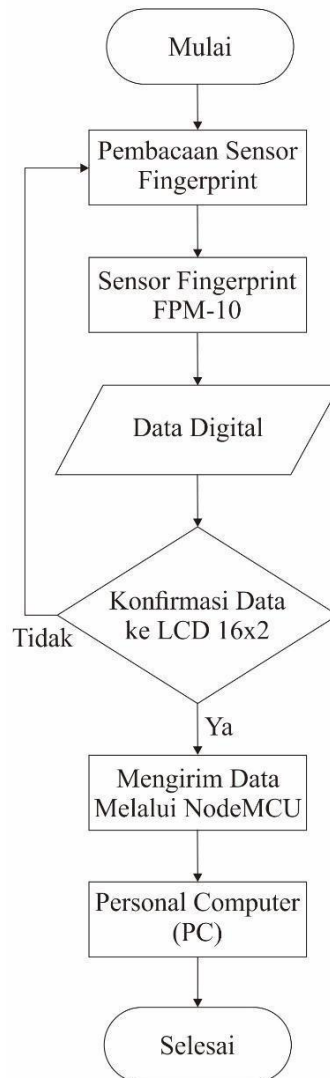 Mulai
Pembacaan Sensor
Fingerprint
Sensor Fingerprint
FPM-10
Data Digital
Konfirmasi Data
ke LCD 16x2
Tidak
Ya
Mengirim Data
Melalui NodeMCU
Personal Computer
(PC)
Selesai